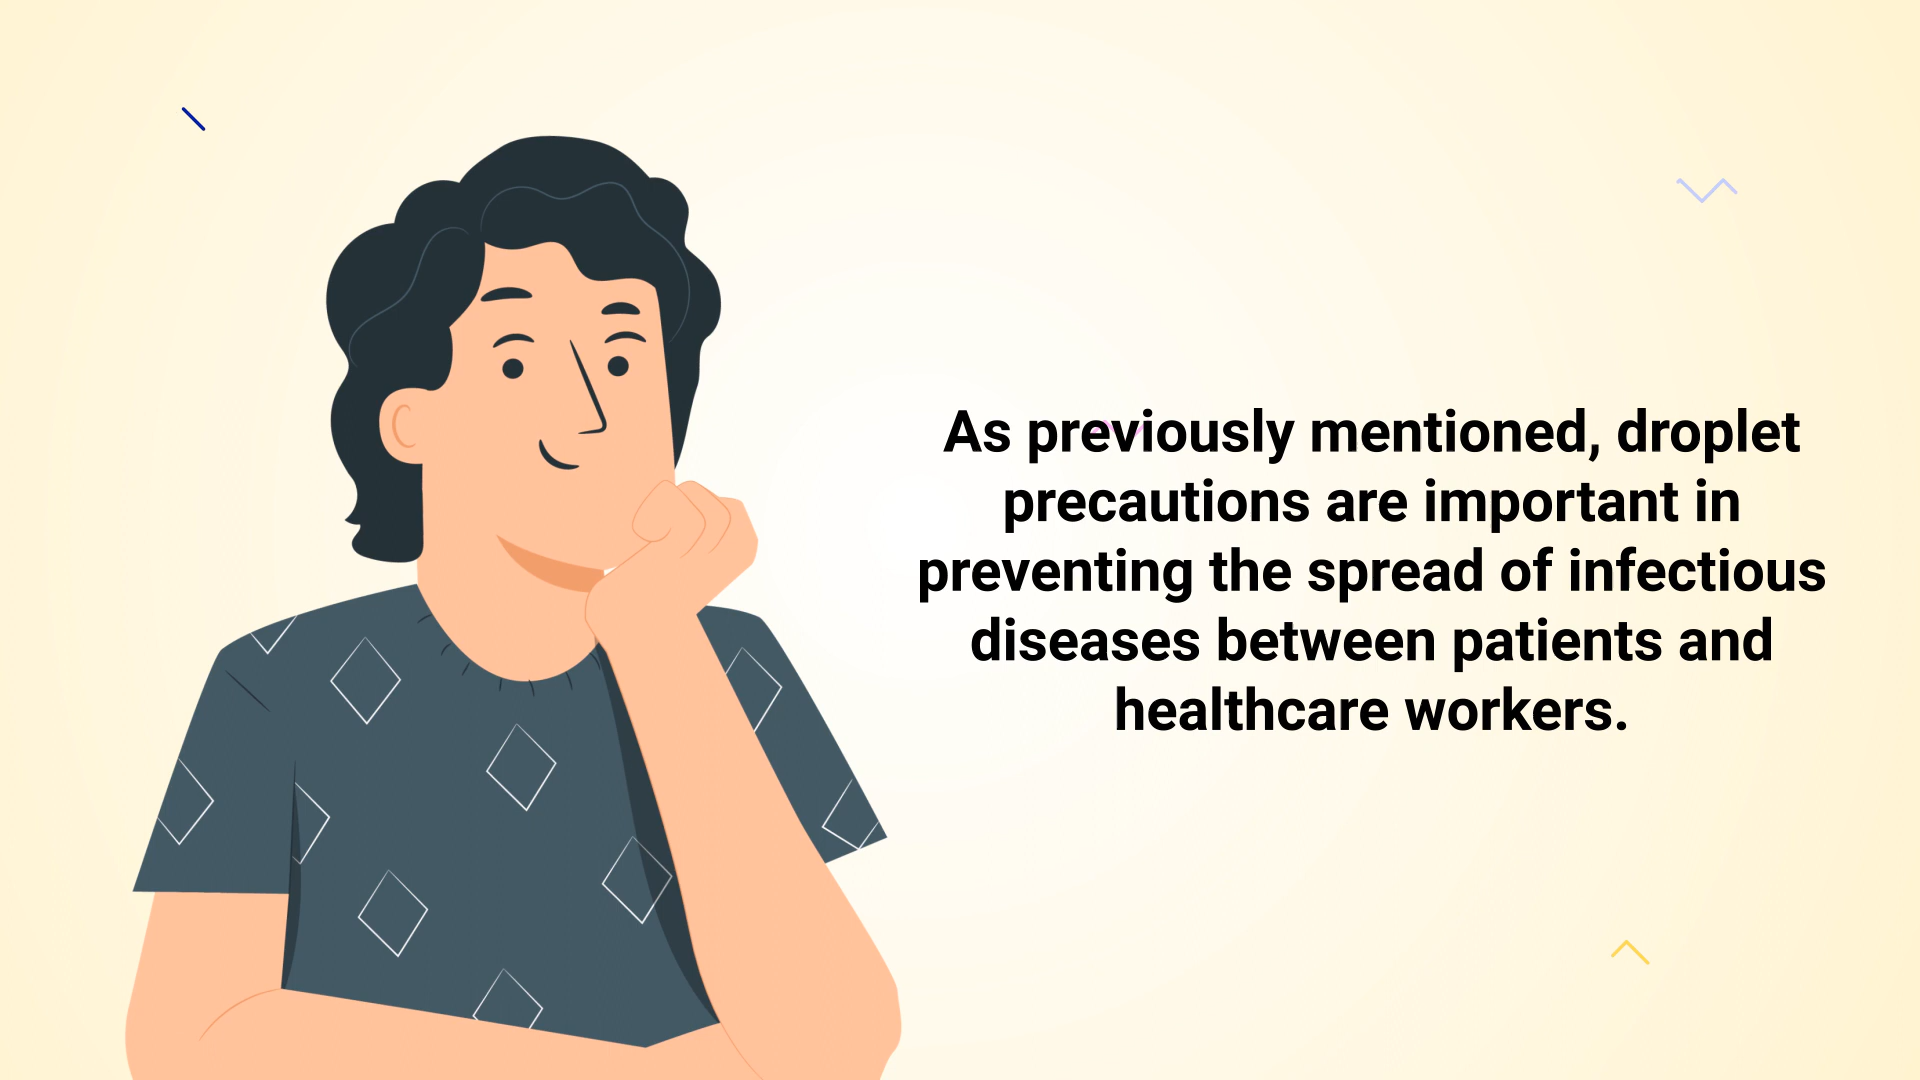 As previously mentioned, droplet
precautions are important in
preventing the spread of infectious
diseases between patients and
healthcare workers.